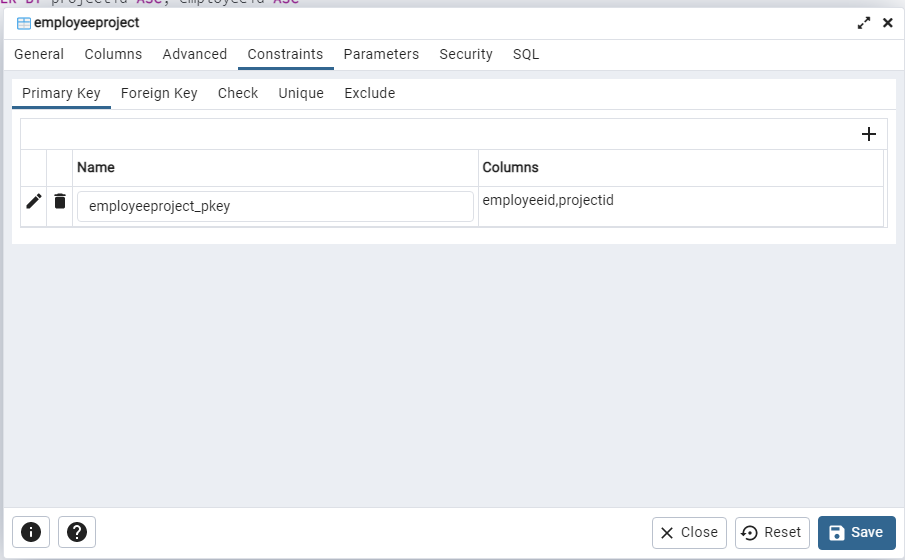 ER BY projectid ASC, employeeid ASC
employeeproject
General Columns Advanced Constraints Parameters Security SQL
Primary Key Foreign Key Check Unique Exclude
Name Columns
employeeproject_pkey employeeid,projectid
Close Reset Save